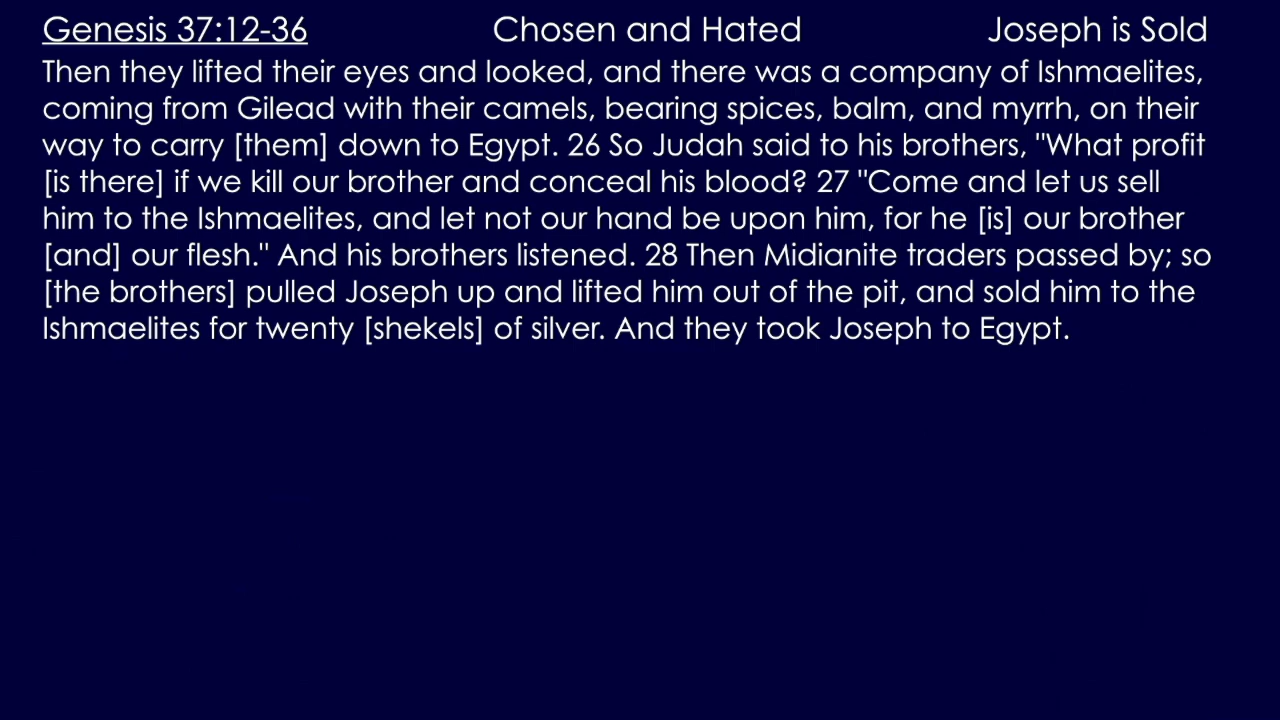 Genesis 37:12-36 Chosen and Hated Joseph is Sold
Then they lifted their eyes and looked, and there was a company of Ishmaelites,
coming from Gilead with their camels, bearing spices, balm, and myrrh, on their
way to carry [them] down to Egypt. 26 So Judah said to his brothers, "What profit
[is there] if we kill our brother and conceal his blood? 27 "Come and let us sell
him to the Ishmaelites, and let not our hand be upon him, for he [is] our brother
[and] our flesh." And his brothers listened. 28 Then Midianite traders passed by; so
[the brothers] pulled Joseph up and lifted him out of the pit, and sold him to the
Ishmaelites for twenty [shekels] of silver. And they took Joseph to Egypt.